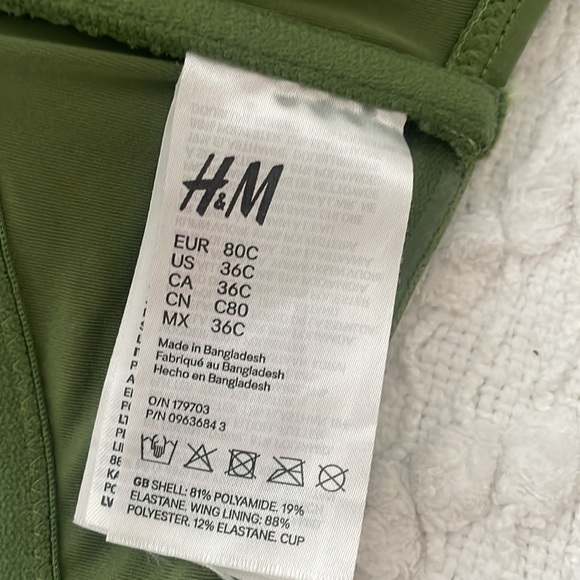 H&M
EUR 80C
US 36C
CA 36C
CN C80
MX 36C
Made in Bangladesh
Fabriqué au Bangladesh
Hecho en Bangladesh
O/N 179703
P/N 0963684 3
GB SHELL: 81% POLYAMIDE, 19%
ELASTANE. WING LINING: 88%
POLYESTER, 12% ELASTANE. CUP